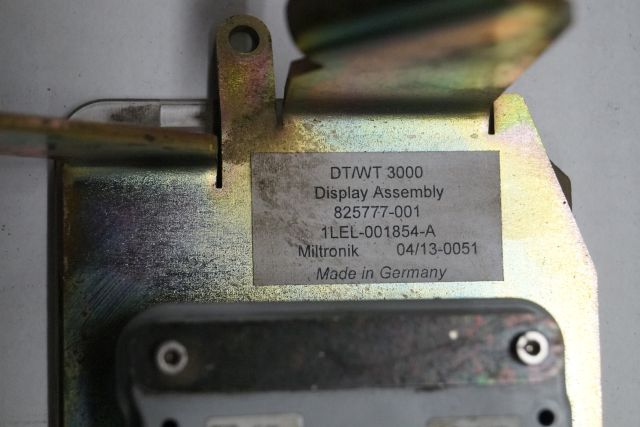 DT/WT 3000
Display Assembly
825777-001
1LEL-001854-A
Miltronik 04/13-0051
Made in Germany